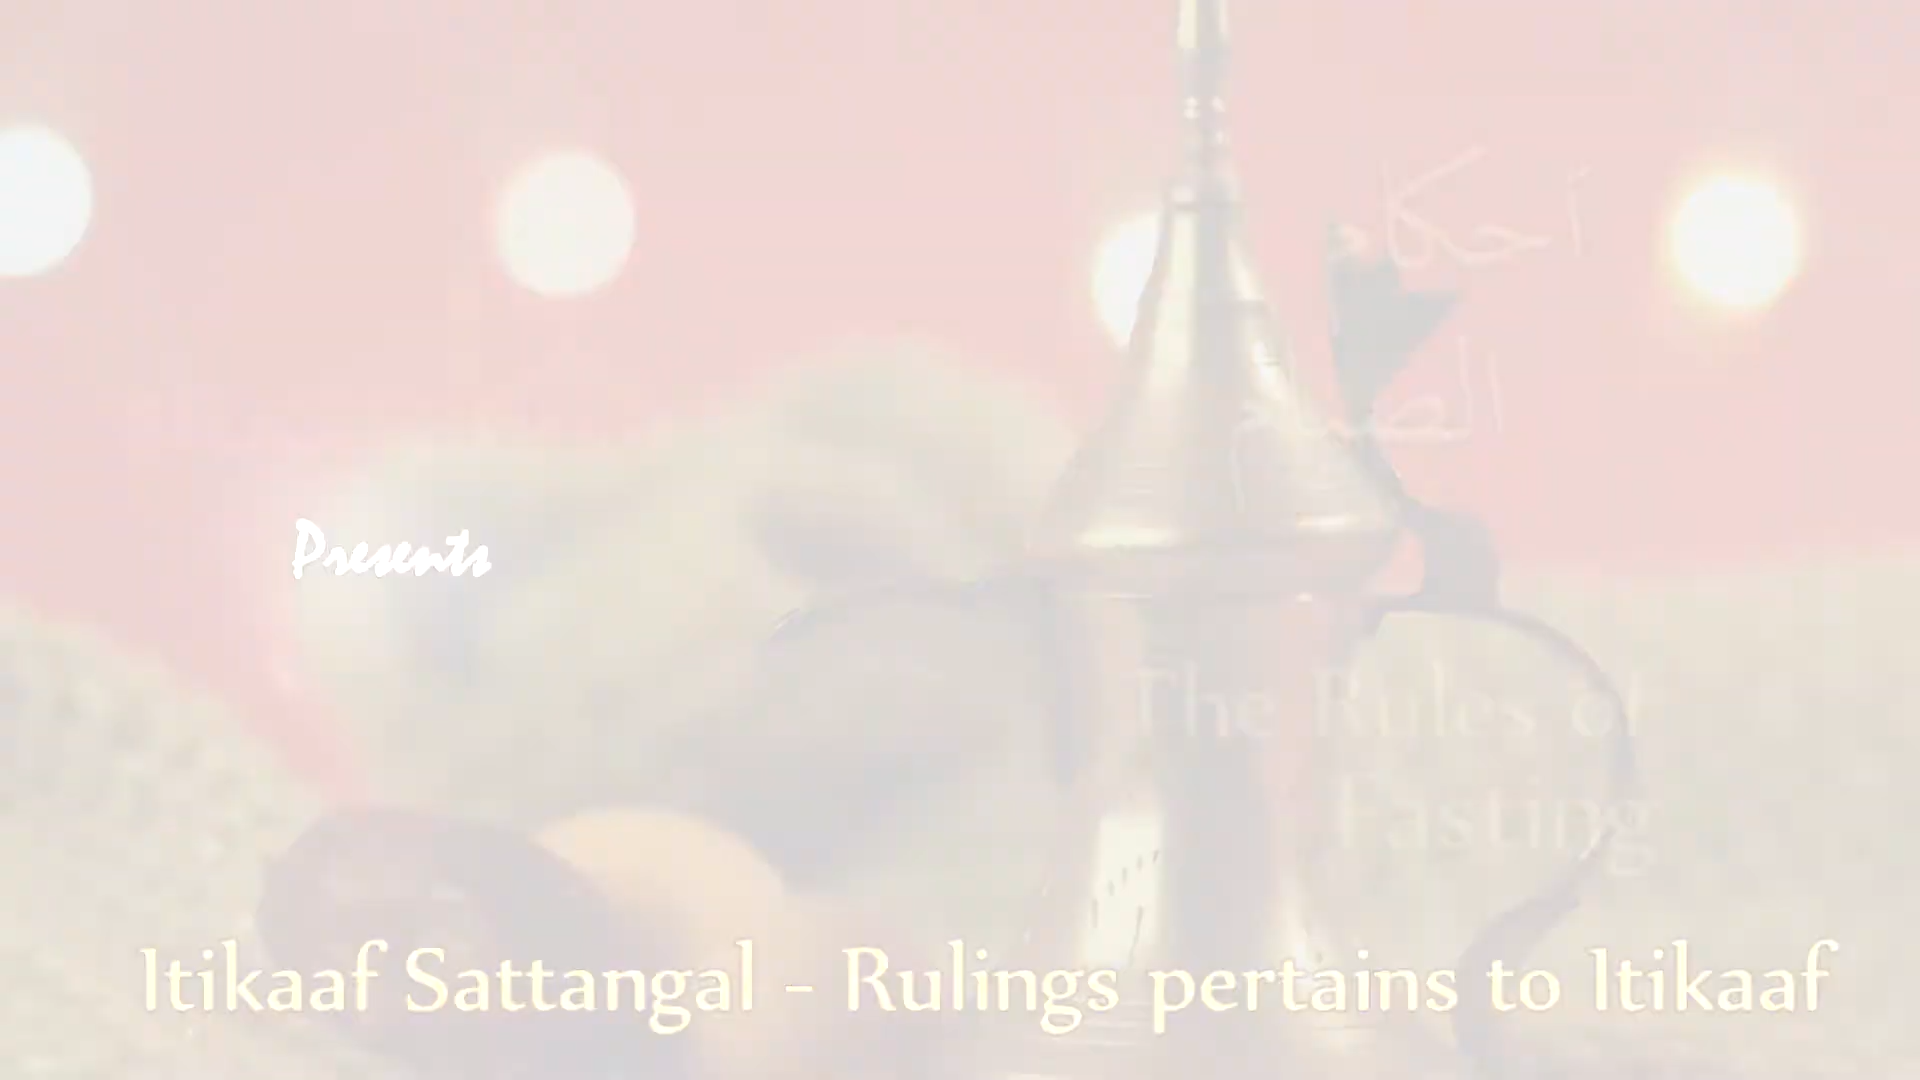 أحكام
الصيام
Presents
The Rules of
Fasting
Itikaaf Sattangal - Rulings pertains to Itikaaf